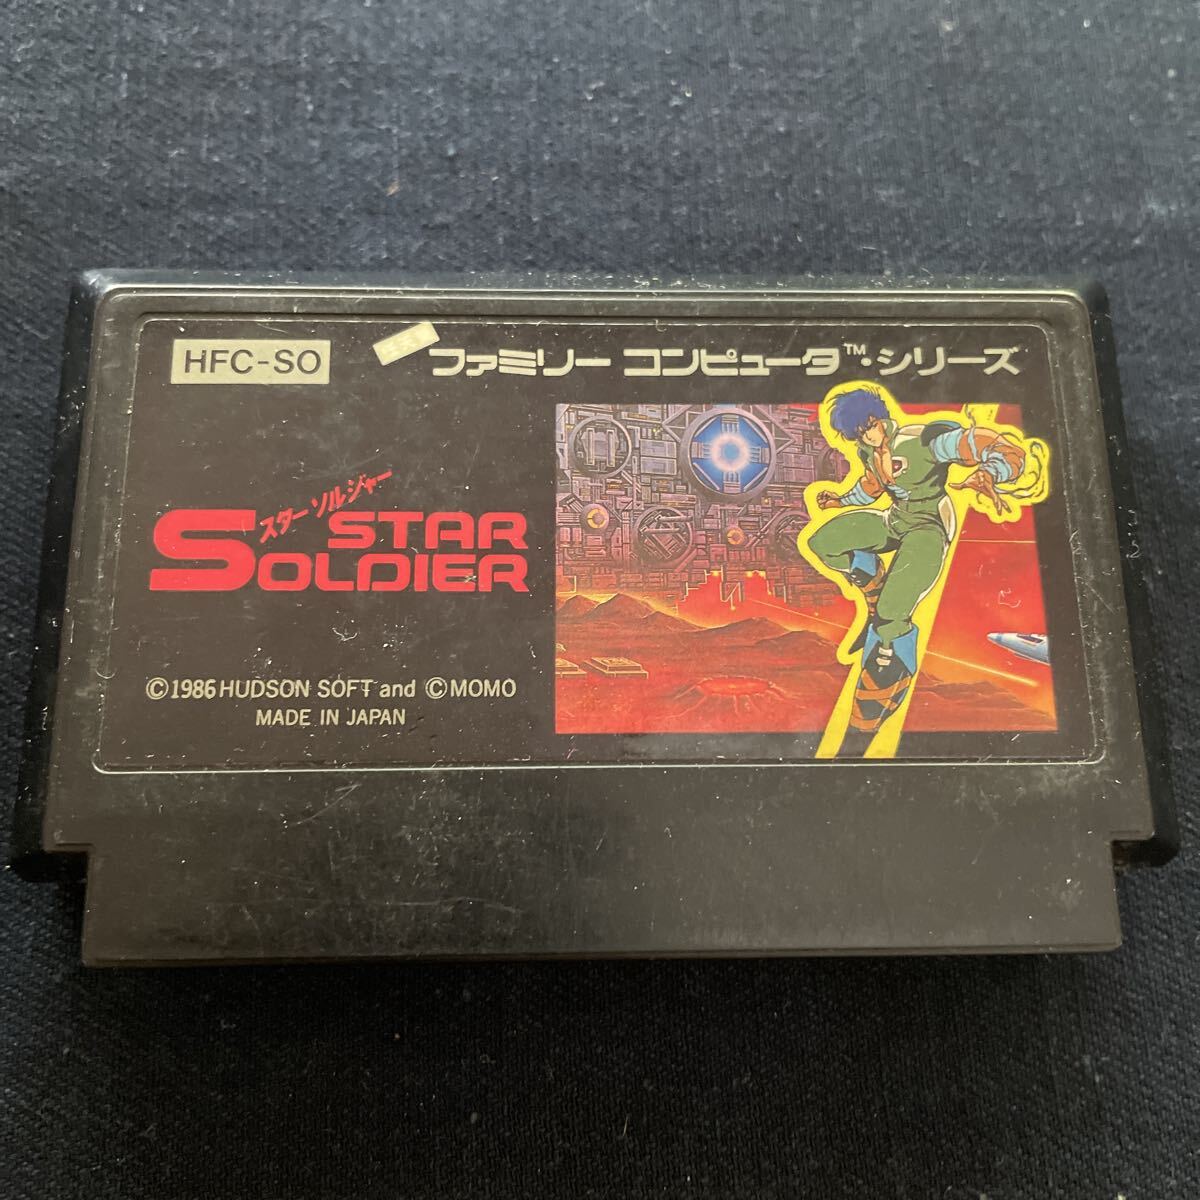 HFC-SO
ファミリー コンピュータ™・シリーズ
スター ソルジャー
STAR
SOLDIER
©1986 HUDSON SOFT and ©MOMO
MADE IN JAPAN